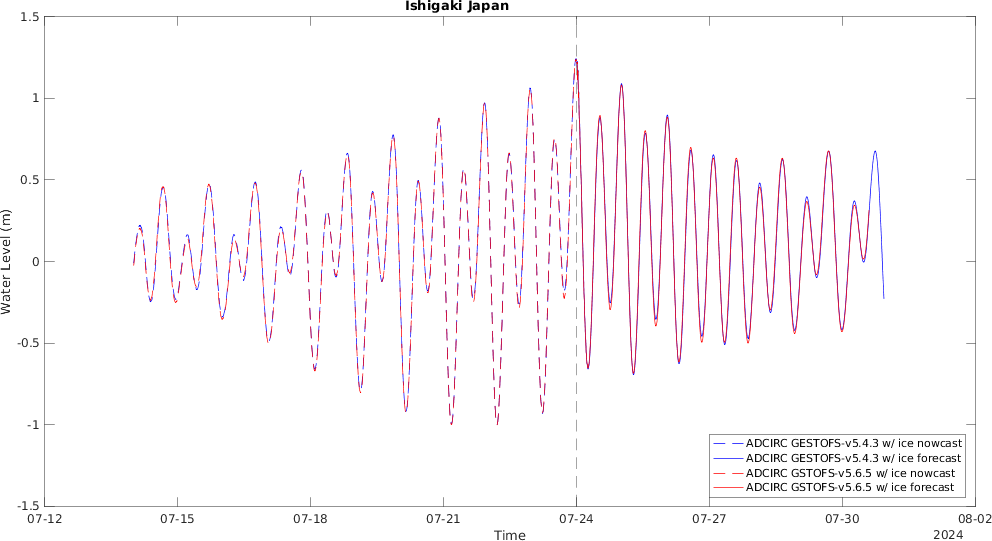 Ishigaki Japan
1.5
1
0.5
0
-0.5
-1
-1.5
Water Level (m)
07-12
07-15
07-18
07-21
07-24
07-27
07-30
08-02
Time
2024
ADCIRC GESTOFS-v5.4.3 w/ ice nowcast
ADCIRC GESTOFS-v5.4.3 w/ ice forecast
ADCIRC GSTOFS-v5.6.5 w/ ice nowcast
ADCIRC GSTOFS-v5.6.5 w/ ice forecast